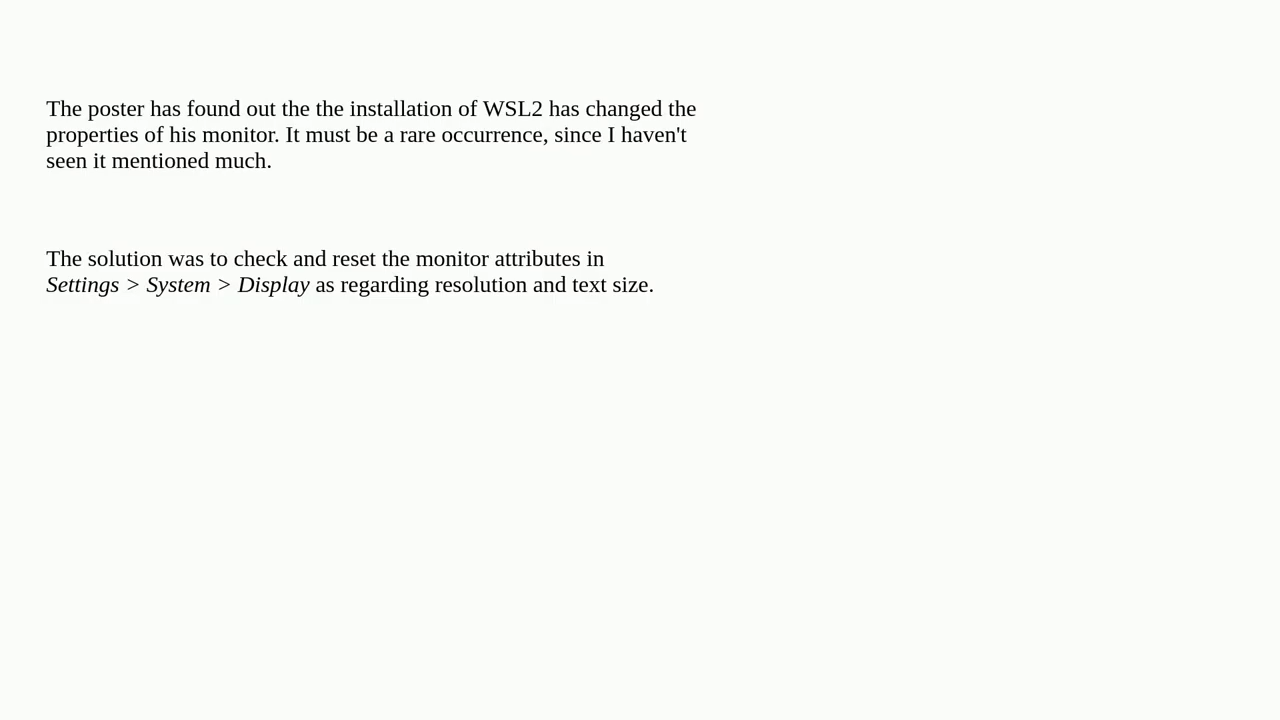 The poster has found out the the installation of WSL2 has changed the
properties of his monitor. It must be a rare occurrence, since I haven't
seen it mentioned much.
The solution was to check and reset the monitor attributes in
Settings > System > Display as regarding resolution and text size.